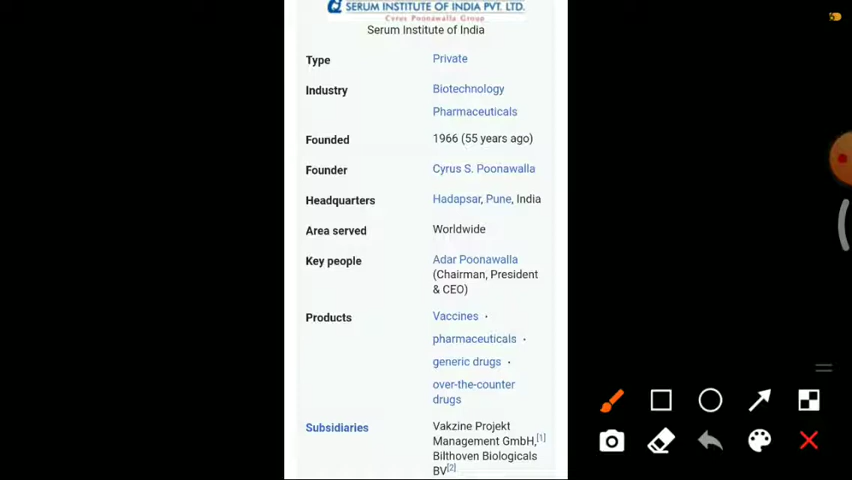 SERUM INSTITUTE OF INDIA PVT. LTD.
Cyrus Poonawalla Group
Serum Institute of India
Type Private
Industry Biotechnology
Pharmaceuticals
Founded 1966 (55 years ago)
Founder Cyrus S. Poonawalla
Headquarters Hadapsar, Pune, India
Area served Worldwide
Key people Adar Poonawalla
(Chairman, President
& CEO)
Products Vaccines ·
pharmaceuticals ·
generic drugs ·
over-the-counter
drugs
Subsidiaries Vakzine Projekt
Management GmbH,[1]
Bilthoven Biologicals
BV[2]